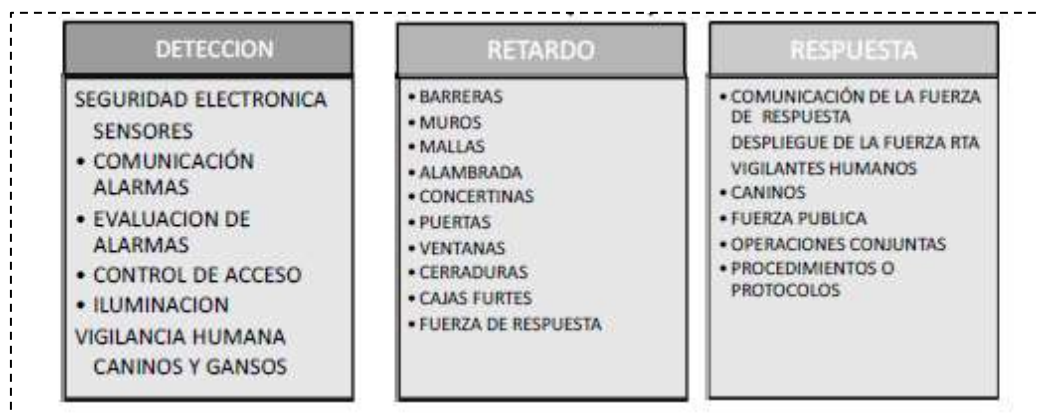 DETECCION
SEGURIDAD ELECTRONICA
SENSORES
• COMUNICACIÓN
ALARMAS
• EVALUACION DE
ALARMAS
• CONTROL DE ACCESO
• ILUMINACION
VIGILANCIA HUMANA
CANINOS Y GANSOS
RETARDO
• BARRERAS
• MUROS
• MALLAS
• ALAMBRADA
• CONCERTINAS
• PUERTAS
• VENTANAS
• CERRADURAS
• CAJAS FURTES
• FUERZA DE RESPUESTA
RESPUESTA
• COMUNICACIÓN DE LA FUERZA
DE RESPUESTA
DESPLIEGUE DE LA FUERZA RTA
VIGILANTES HUMANOS
• CANINOS
• FUERZA PUBLICA
• OPERACIONES CONJUNTAS
• PROCEDIMIENTOS O
PROTOCOLOS